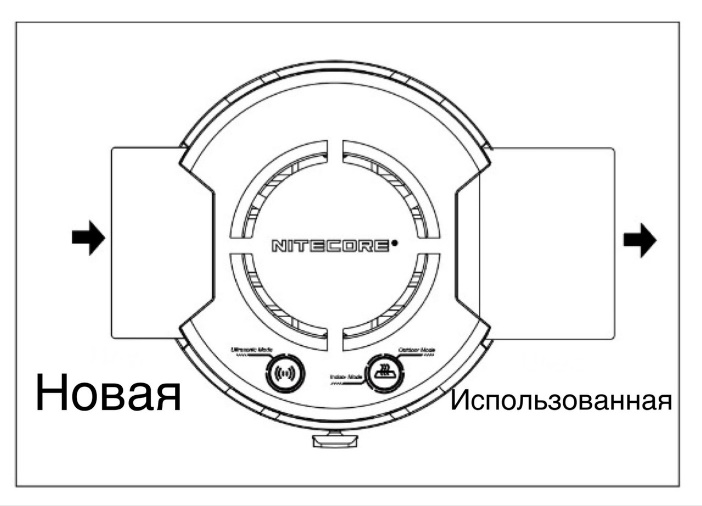 NITECORE
Ultrasonic Mode
Outdoor Mode
Indoor Mode
Новая
Использованная